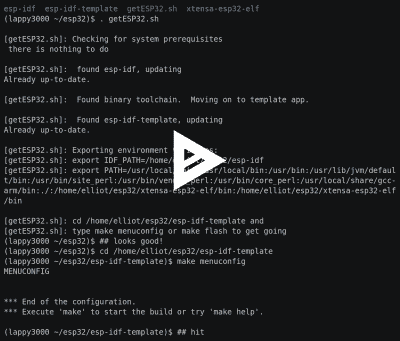 esp-idf  esp-idf-template  getESP32.sh  xtensa-esp32-elf
(lappy3000 ~/esp32)$ . getESP32.sh
[getESP32.sh]: Checking for system prerequisites
 there is nothing to do
[getESP32.sh]:  found esp-idf, updating
Already up-to-date.
[getESP32.sh]:  Found binary toolchain.  Moving on to template app.
[getESP32.sh]:  Found esp-idf-template, updating
Already up-to-date.
[getESP32.sh]: Exporting environment
[getESP32.sh]: export IDF_PATH=/home/ /esp-idf
[getESP32.sh]: export PATH=/usr/local/bin:/usr/bin:/usr/lib/jvm/defaul
t/bin:/usr/bin/site_perl:/usr/bin/vendor_perl:/usr/bin/core_perl:/usr/local/share/gcc-
arm/bin:./:/home/elliot/esp32/xtensa-esp32-elf/bin:/home/elliot/esp32/xtensa-esp32-elf
/bin
[getESP32.sh]: cd /home/elliot/esp32/esp-idf-template and
[getESP32.sh]: type make menuconfig or make flash to get going
(lappy3000 ~/esp32)$ ## looks good!
(lappy3000 ~/esp32)$ cd /home/elliot/esp32/esp-idf-template
(lappy3000 ~/esp32/esp-idf-template)$ make menuconfig
MENUCONFIG
*** End of the configuration.
*** Execute 'make' to start the build or try 'make help'.
(lappy3000 ~/esp32/esp-idf-template)$ ## hit